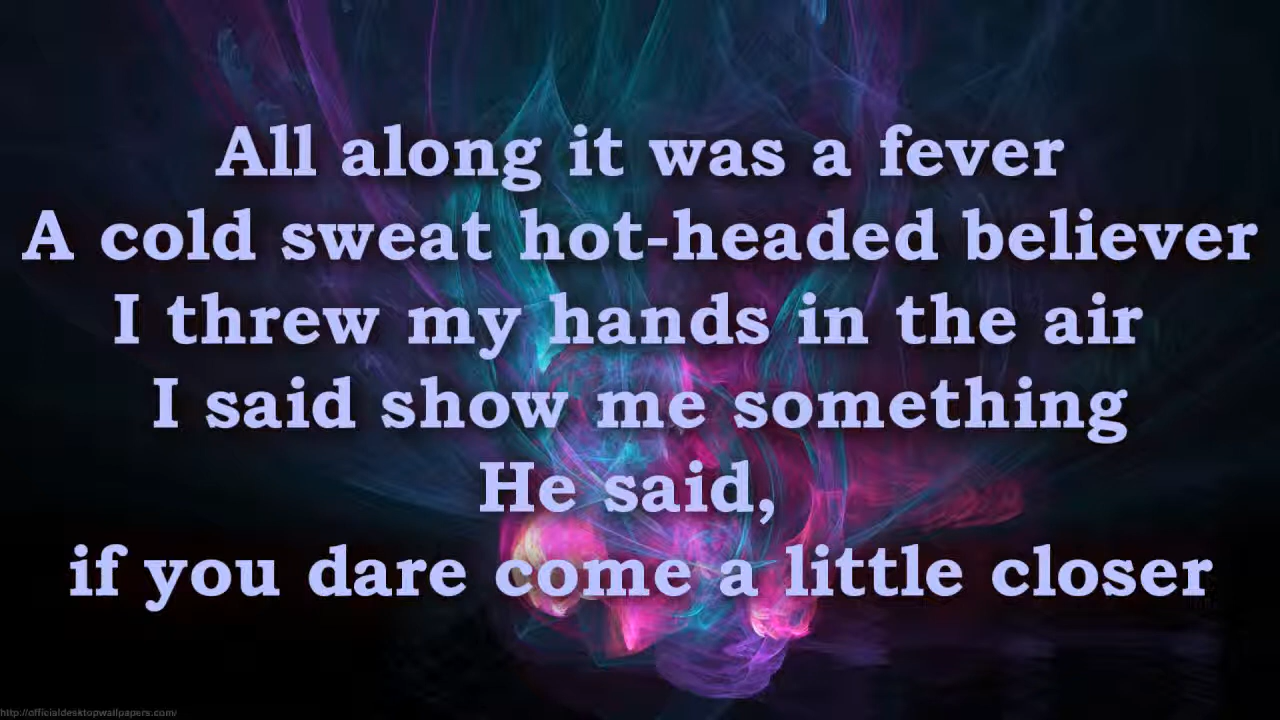 All along it was a fever
A cold sweat hot-headed believer
I threw my hands in the air
I said show me something
He said,
if you dare come a little closer
http://officialdesktopwallpapers.com/